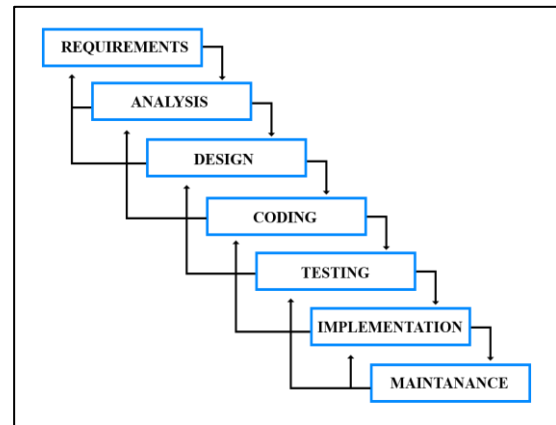 REQUIREMENTS
ANALYSIS
DESIGN
CODING
TESTING
IMPLEMENTATION
MAINTANANCE